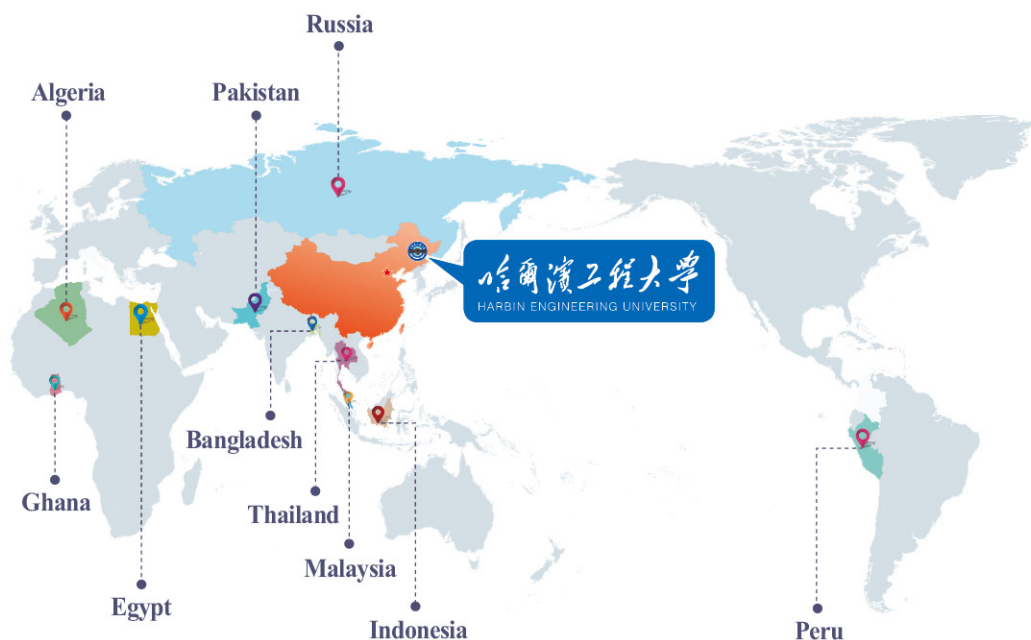 Russia
Algeria
Pakistan
哈爾濱工程大學
HARBIN ENGINEERING UNIVERSITY
Bangladesh
Ghana
Thailand
Malaysia
Egypt
Indonesia
Peru